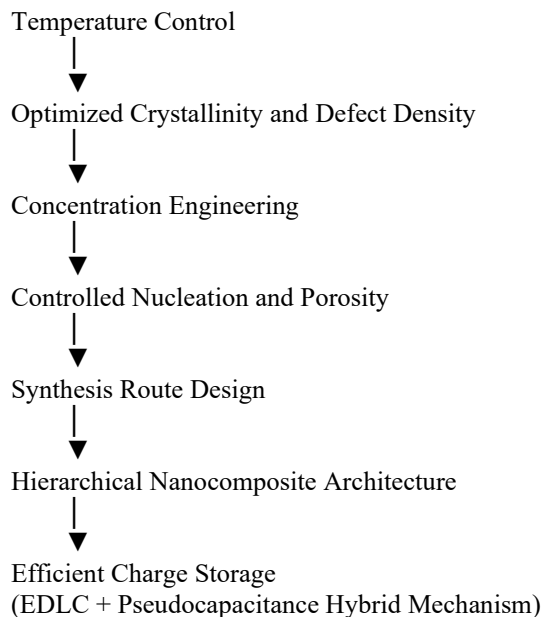 Temperature Control
Optimized Crystallinity and Defect Density
Concentration Engineering
Controlled Nucleation and Porosity
Synthesis Route Design
Hierarchical Nanocomposite Architecture
Efficient Charge Storage
(EDLC + Pseudocapacitance Hybrid Mechanism)